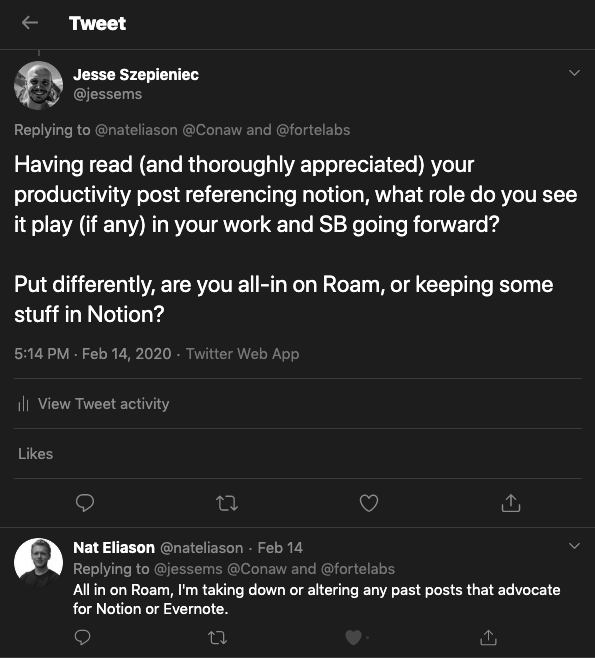 Tweet
Jesse Szepieniec
@jessems
Replying to @nateliason @Conaw and @fortelabs
Having read (and thoroughly appreciated) your
productivity post referencing notion, what role do you see
it play (if any) in your work and SB going forward?
Put differently, are you all-in on Roam, or keeping some
stuff in Notion?
5:14 PM · Feb 14, 2020 · Twitter Web App
View Tweet activity
Likes
Nat Eliason @nateliason · Feb 14
Replying to @jessems @Conaw and @fortelabs
All in on Roam, I'm taking down or altering any past posts that advocate
for Notion or Evernote.